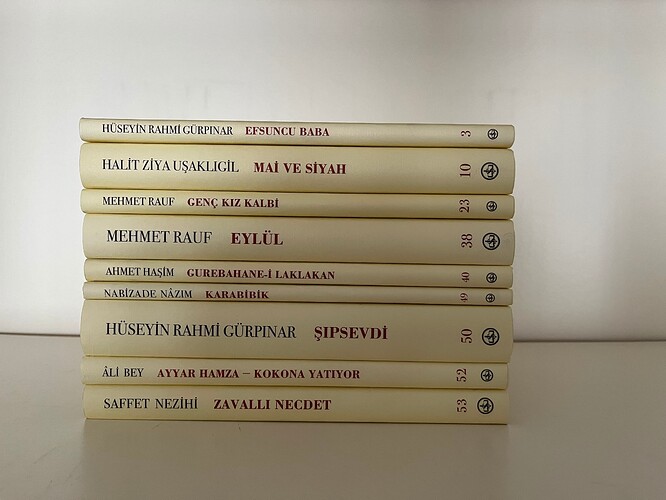 HÜSEYİN RAHMİ GÜRPINAR EFSUNCU BABA 3
HALİT ZİYA UŞAKLIGİL MAİ VE SİYAH 10
MEHMET RAUF GENÇ KIZ KALBİ 23
MEHMET RAUF EYLÜL 38
AHMET HAŞİM GUREBAHANE-İ LAKLAKAN 40
NABİZADE NÂZIM KARABİBİK 49
HÜSEYİN RAHMİ GÜRPINAR ŞIPSEVDİ 50
ÂLİ BEY AYYAR HAMZA – KOKONA YATIYOR 52
SAFFET NEZİHİ ZAVALLI NECDET 53